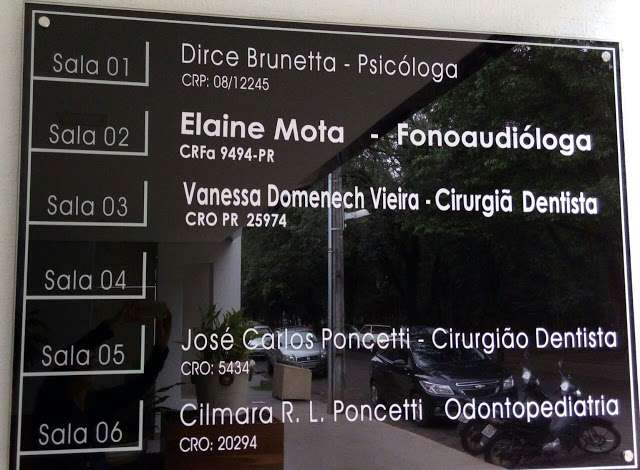 Sala 01
Dirce Brunetta - Psicóloga
CRP: 08/12245
Sala 02
Elaine Mota - Fonoaudióloga
CRFa 9494-PR
Sala 03
Vanessa Domenech Vieira - Cirurgiã Dentista
CRO PR 25974
Sala 04
Sala 05
José Carlos Poncetti - Cirurgião Dentista
CRO: 5434
Sala 06
Cilmara R. L. Poncetti Odontopediatria
CRO: 20294